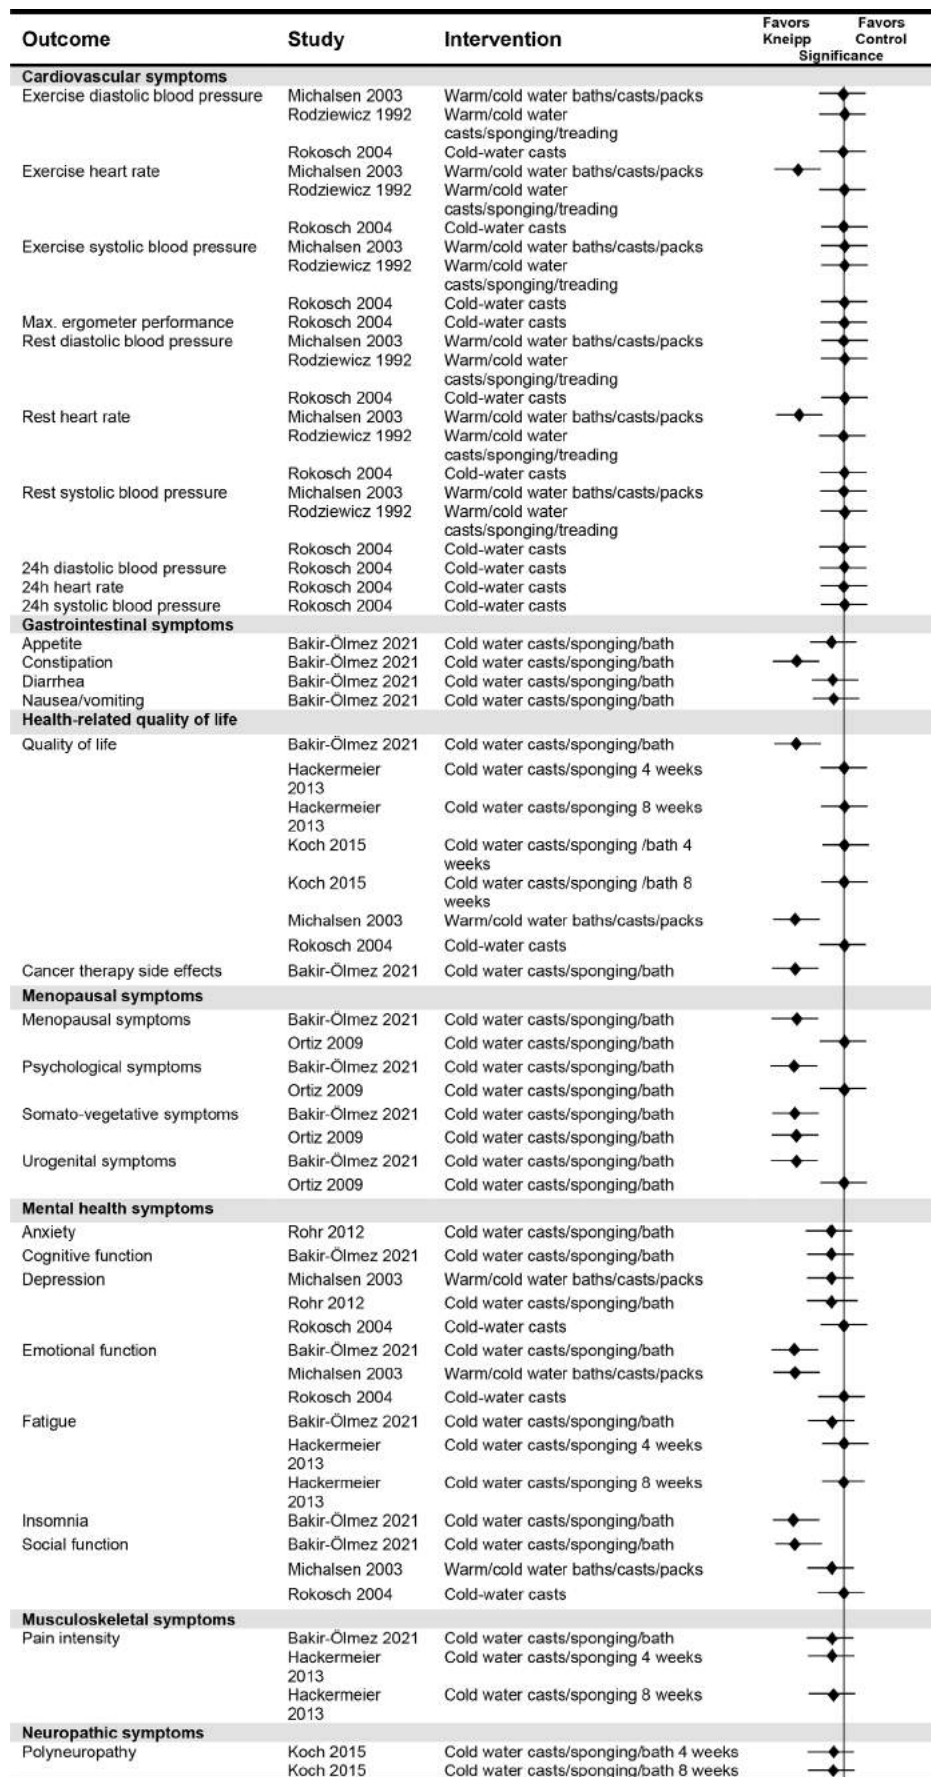 Outcome Study Intervention Favors Kneipp Favors Control
Significance
Cardiovascular symptoms
Exercise diastolic blood pressure Michalsen 2003 Warm/cold water baths/casts/packs
Rodziewicz 1992 Warm/cold water
casts/sponging/treading
Rokosch 2004 Cold-water casts
Exercise heart rate Michalsen 2003 Warm/cold water baths/casts/packs
Rodziewicz 1992 Warm/cold water
casts/sponging/treading
Rokosch 2004 Cold-water casts
Exercise systolic blood pressure Michalsen 2003 Warm/cold water baths/casts/packs
Rodziewicz 1992 Warm/cold water
casts/sponging/treading
Rokosch 2004 Cold-water casts
Max. ergometer performance Rokosch 2004 Cold-water casts
Rest diastolic blood pressure Michalsen 2003 Warm/cold water baths/casts/packs
Rodziewicz 1992 Warm/cold water
casts/sponging/treading
Rokosch 2004 Cold-water casts
Rest heart rate Michalsen 2003 Warm/cold water baths/casts/packs
Rodziewicz 1992 Warm/cold water
casts/sponging/treading
Rokosch 2004 Cold-water casts
Rest systolic blood pressure Michalsen 2003 Warm/cold water baths/casts/packs
Rodziewicz 1992 Warm/cold water
casts/sponging/treading
Rokosch 2004 Cold-water casts
24h diastolic blood pressure Rokosch 2004 Cold-water casts
24h heart rate Rokosch 2004 Cold-water casts
24h systolic blood pressure Rokosch 2004 Cold-water casts
Gastrointestinal symptoms
Appetite Bakir-Ölmez 2021 Cold water casts/sponging/bath
Constipation Bakir-Ölmez 2021 Cold water casts/sponging/bath
Diarrhea Bakir-Ölmez 2021 Cold water casts/sponging/bath
Nausea/vomiting Bakir-Ölmez 2021 Cold water casts/sponging/bath
Health-related quality of life
Quality of life Bakir-Ölmez 2021 Cold water casts/sponging/bath
Hackermeier Cold water casts/sponging 4 weeks
2013
Hackermeier Cold water casts/sponging 8 weeks
2013
Koch 2015 Cold water casts/sponging /bath 4
weeks
Koch 2015 Cold water casts/sponging /bath 8
weeks
Michalsen 2003 Warm/cold water baths/casts/packs
Rokosch 2004 Cold-water casts
Cancer therapy side effects Bakir-Ölmez 2021 Cold water casts/sponging/bath
Menopausal symptoms
Menopausal symptoms Bakir-Ölmez 2021 Cold water casts/sponging/bath
Ortiz 2009 Cold water casts/sponging/bath
Psychological symptoms Bakir-Ölmez 2021 Cold water casts/sponging/bath
Ortiz 2009 Cold water casts/sponging/bath
Somato-vegetative symptoms Bakir-Ölmez 2021 Cold water casts/sponging/bath
Ortiz 2009 Cold water casts/sponging/bath
Urogenital symptoms Bakir-Ölmez 2021 Cold water casts/sponging/bath
Ortiz 2009 Cold water casts/sponging/bath
Mental health symptoms
Anxiety Rohr 2012 Cold water casts/sponging/bath
Cognitive function Bakir-Ölmez 2021 Cold water casts/sponging/bath
Depression Michalsen 2003 Warm/cold water baths/casts/packs
Rohr 2012 Cold water casts/sponging/bath
Rokosch 2004 Cold-water casts
Emotional function Bakir-Ölmez 2021 Cold water casts/sponging/bath
Michalsen 2003 Warm/cold water baths/casts/packs
Rokosch 2004 Cold-water casts
Fatigue Bakir-Ölmez 2021 Cold water casts/sponging/bath
Hackermeier Cold water casts/sponging 4 weeks
2013
Hackermeier Cold water casts/sponging 8 weeks
2013
Insomnia Bakir-Ölmez 2021 Cold water casts/sponging/bath
Social function Bakir-Ölmez 2021 Cold water casts/sponging/bath
Michalsen 2003 Warm/cold water baths/casts/packs
Rokosch 2004 Cold-water casts
Musculoskeletal symptoms
Pain intensity Bakir-Ölmez 2021 Cold water casts/sponging/bath
Hackermeier Cold water casts/sponging 4 weeks
2013
Hackermeier Cold water casts/sponging 8 weeks
2013
Neuropathic symptoms
Polyneuropathy Koch 2015 Cold water casts/sponging/bath 4 weeks
Koch 2015 Cold water casts/sponging/bath 8 weeks